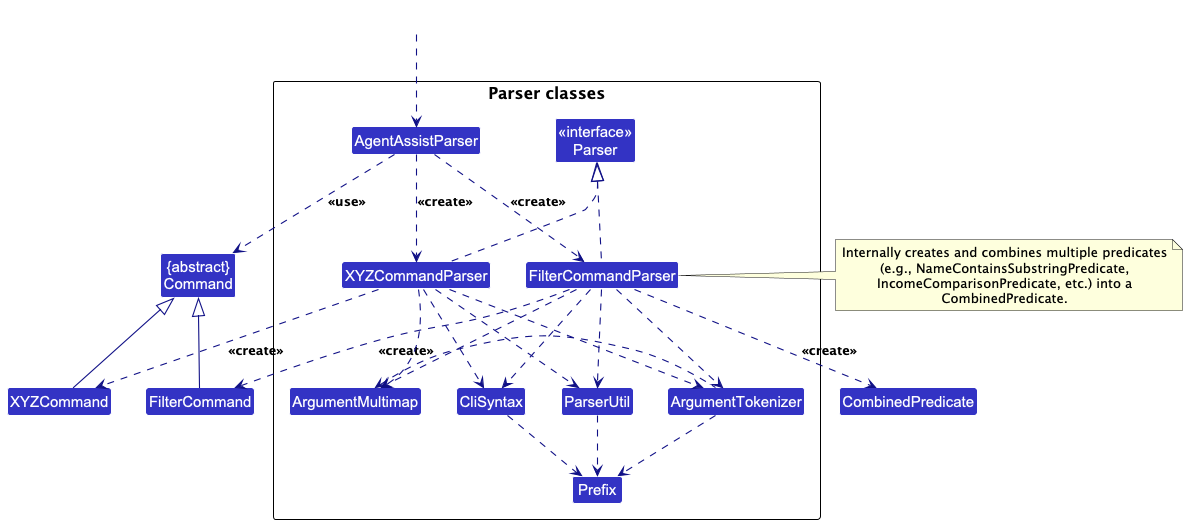 Parser classes
«interface»
Parser
AgentAssistParser
«use»
«create»
«create»
{abstract}
Command
XYZCommandParser
FilterCommandParser
Internally creates and combines multiple predicates
(e.g., NameContainsSubstringPredicate,
IncomeComparisonPredicate, etc.) into a
CombinedPredicate.
«create»
«create»
«create»
XYZCommand
FilterCommand
ArgumentMultimap
CliSyntax
ParserUtil
ArgumentTokenizer
CombinedPredicate
Prefix